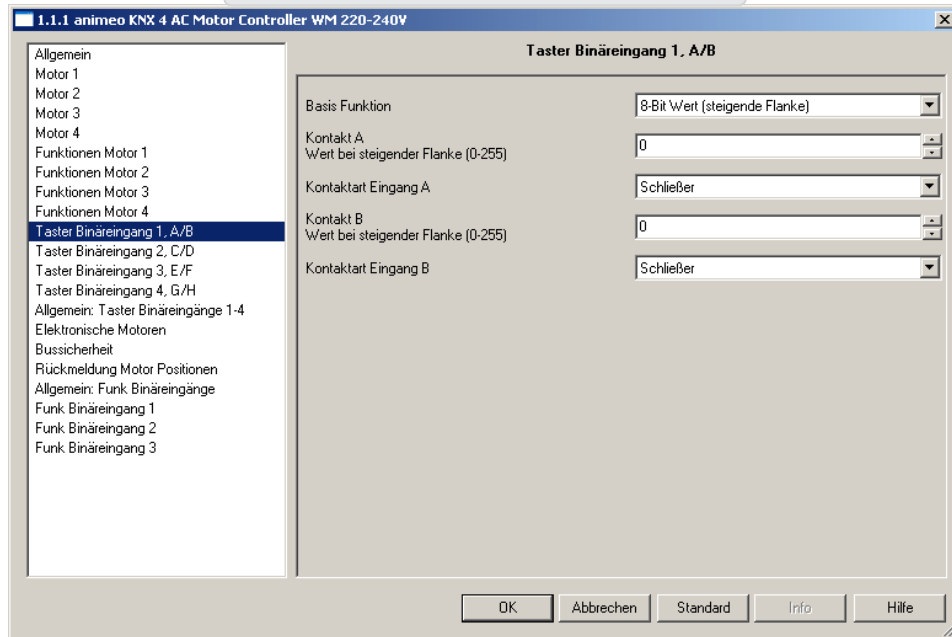 1.1.1 animeo KNX 4 AC Motor Controller WM 220-240V
Allgemein
Motor 1
Motor 2
Motor 3
Motor 4
Funktionen Motor 1
Funktionen Motor 2
Funktionen Motor 3
Funktionen Motor 4
Taster Binäreingang 1, A/B
Taster Binäreingang 2, C/D
Taster Binäreingang 3, E/F
Taster Binäreingang 4, G/H
Allgemein: Taster Binäreingänge 1-4
Elektronische Motoren
Bussicherheit
Rückmeldung Motor Positionen
Allgemein: Funk Binäreingänge
Funk Binäreingang 1
Funk Binäreingang 2
Funk Binäreingang 3
Taster Binäreingang 1, A/B
Basis Funktion 8-Bit Wert (steigende Flanke)
Kontakt A
Wert bei steigender Flanke (0-255) 0
Kontaktart Eingang A Schließer
Kontakt B
Wert bei steigender Flanke (0-255) 0
Kontaktart Eingang B Schließer
OK Abbrechen Standard Info Hilfe